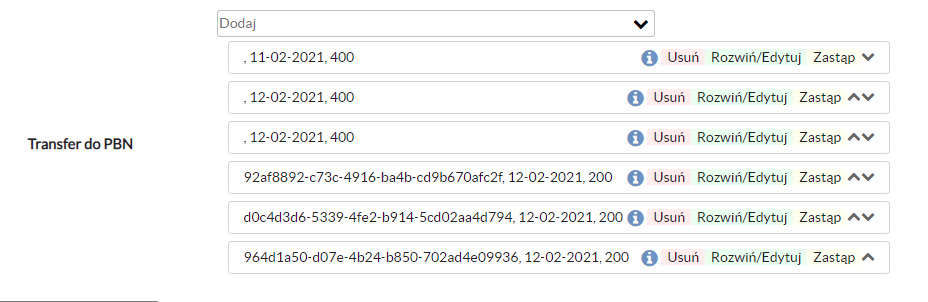 Dodaj
, 11-02-2021, 400 Usuń Rozwiń/Edytuj Zastąp
, 12-02-2021, 400 Usuń Rozwiń/Edytuj Zastąp
, 12-02-2021, 400 Usuń Rozwiń/Edytuj Zastąp
Transfer do PBN
92af8892-c73c-4916-ba4b-cd9b670afc2f, 12-02-2021, 200 Usuń Rozwiń/Edytuj Zastąp
d0c4d3d6-5339-4fe2-b914-5cd02aa4d794, 12-02-2021, 200 Usuń Rozwiń/Edytuj Zastąp
964d1a50-d07e-4b24-b850-702ad4e09936, 12-02-2021, 200 Usuń Rozwiń/Edytuj Zastąp